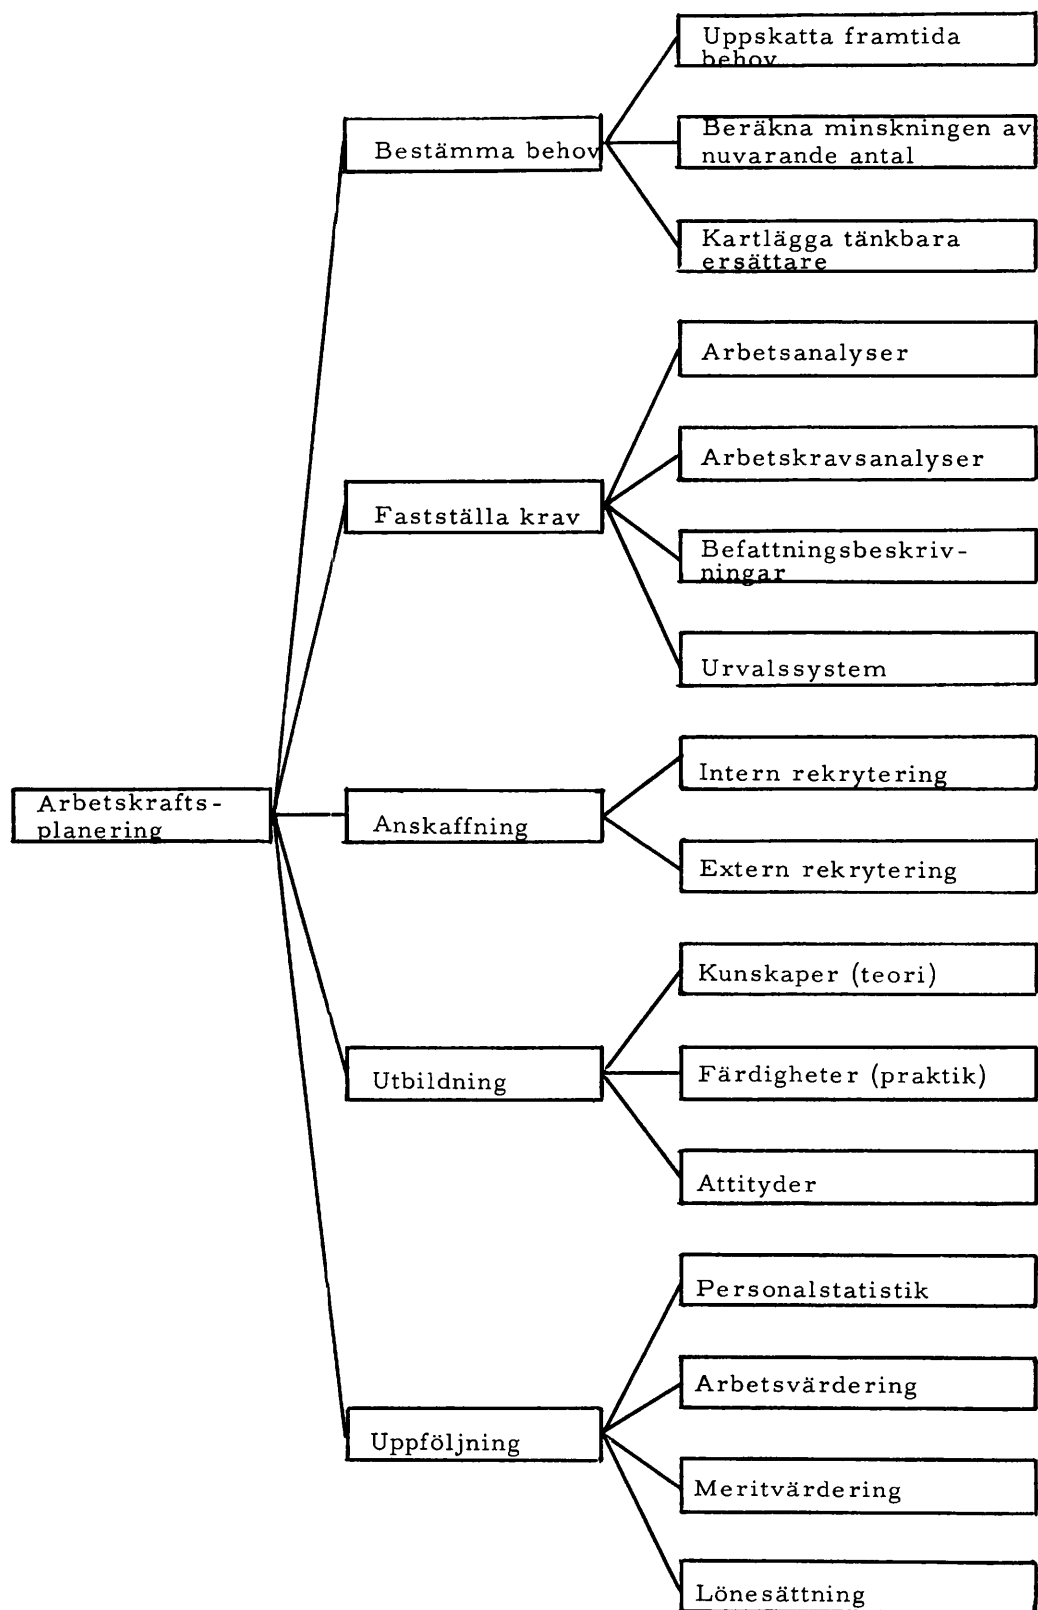 Uppskatta framtida
behov
Bestämma behov
Beräkna minskningen av
nuvarande antal
Kartlägga tänkbara
ersättare
Arbetsanalyser
Arbetskravsanalyser
Fastställa krav
Befattningsbeskriv-
ningar
Urvalssystem
Arbetskrafts-
planering
Anskaffning
Intern rekrytering
Extern rekrytering
Kunskaper (teori)
Utbildning
Färdigheter (praktik)
Attityder
Personalstatistik
Arbetsvärdering
Uppföljning
Meritvärdering
Lönesättning